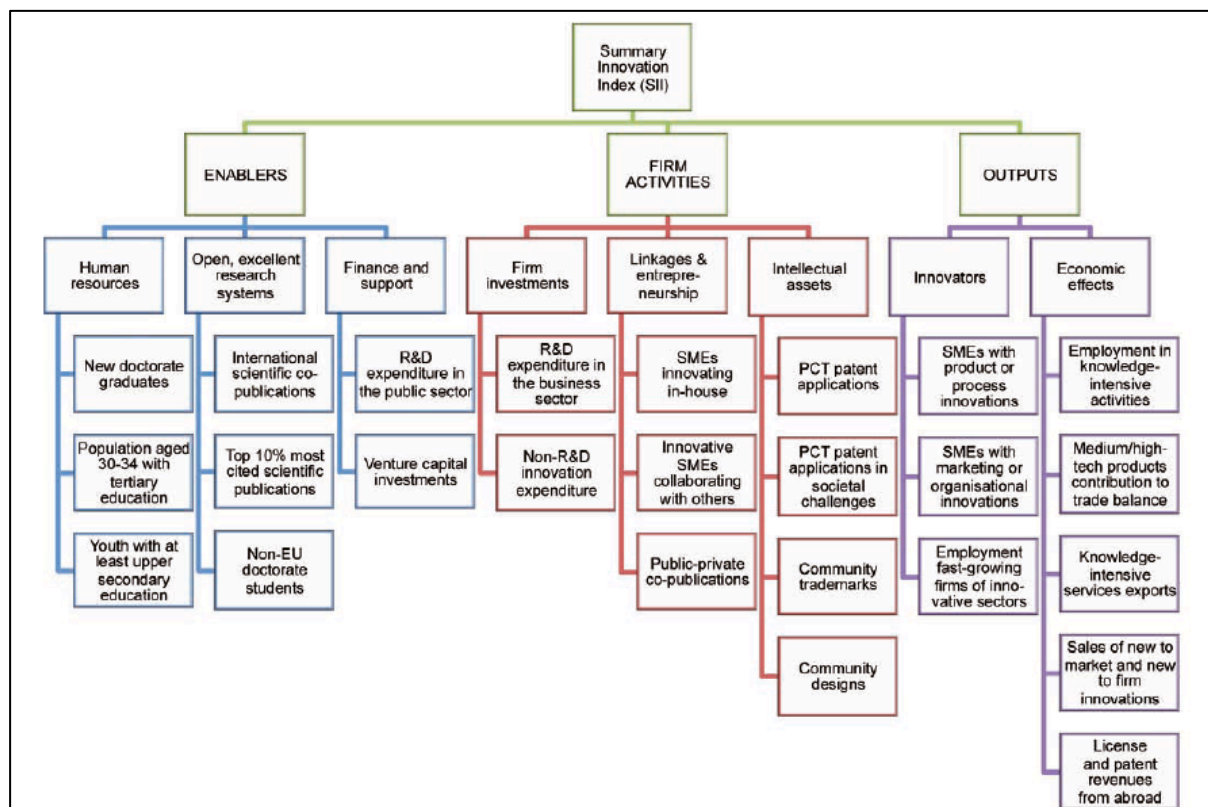 Summary
Innovation
Index (SII)
ENABLERS
FIRM
ACTIVITIES
OUTPUTS
Human
resources
Open, excellent
research
systems
Finance and
support
Firm
investments
Linkages &
entrepre-
neurship
Intellectual
assets
Innovators
Economic
effects
New doctorate
graduates
International
scientific co-
publications
R&D
expenditure in
the public sector
R&D
expenditure in
the business
sector
SMEs
innovating
in-house
PCT patent
applications
SMEs with
product or
process
innovations
Employment in
knowledge-
intensive
activities
Population aged
30-34 with
tertiary
education
Top 10% most
cited scientific
publications
Venture capital
investments
Non-R&D
innovation
expenditure
Innovative
SMEs
collaborating
with others
PCT patent
applications in
societal
challenges
SMEs with
marketing or
organisational
innovations
Medium/high-
tech products
contribution to
trade balance
Youth with at
least upper
secondary
education
Non-EU
doctorate
students
Public-private
co-publications
Community
trademarks
Employment
fast-growing
firms of inno-
vative sectors
Knowledge-
intensive
services exports
Community
designs
Sales of new to
market and new
to firm
innovations
License
and patent
revenues
from abroad